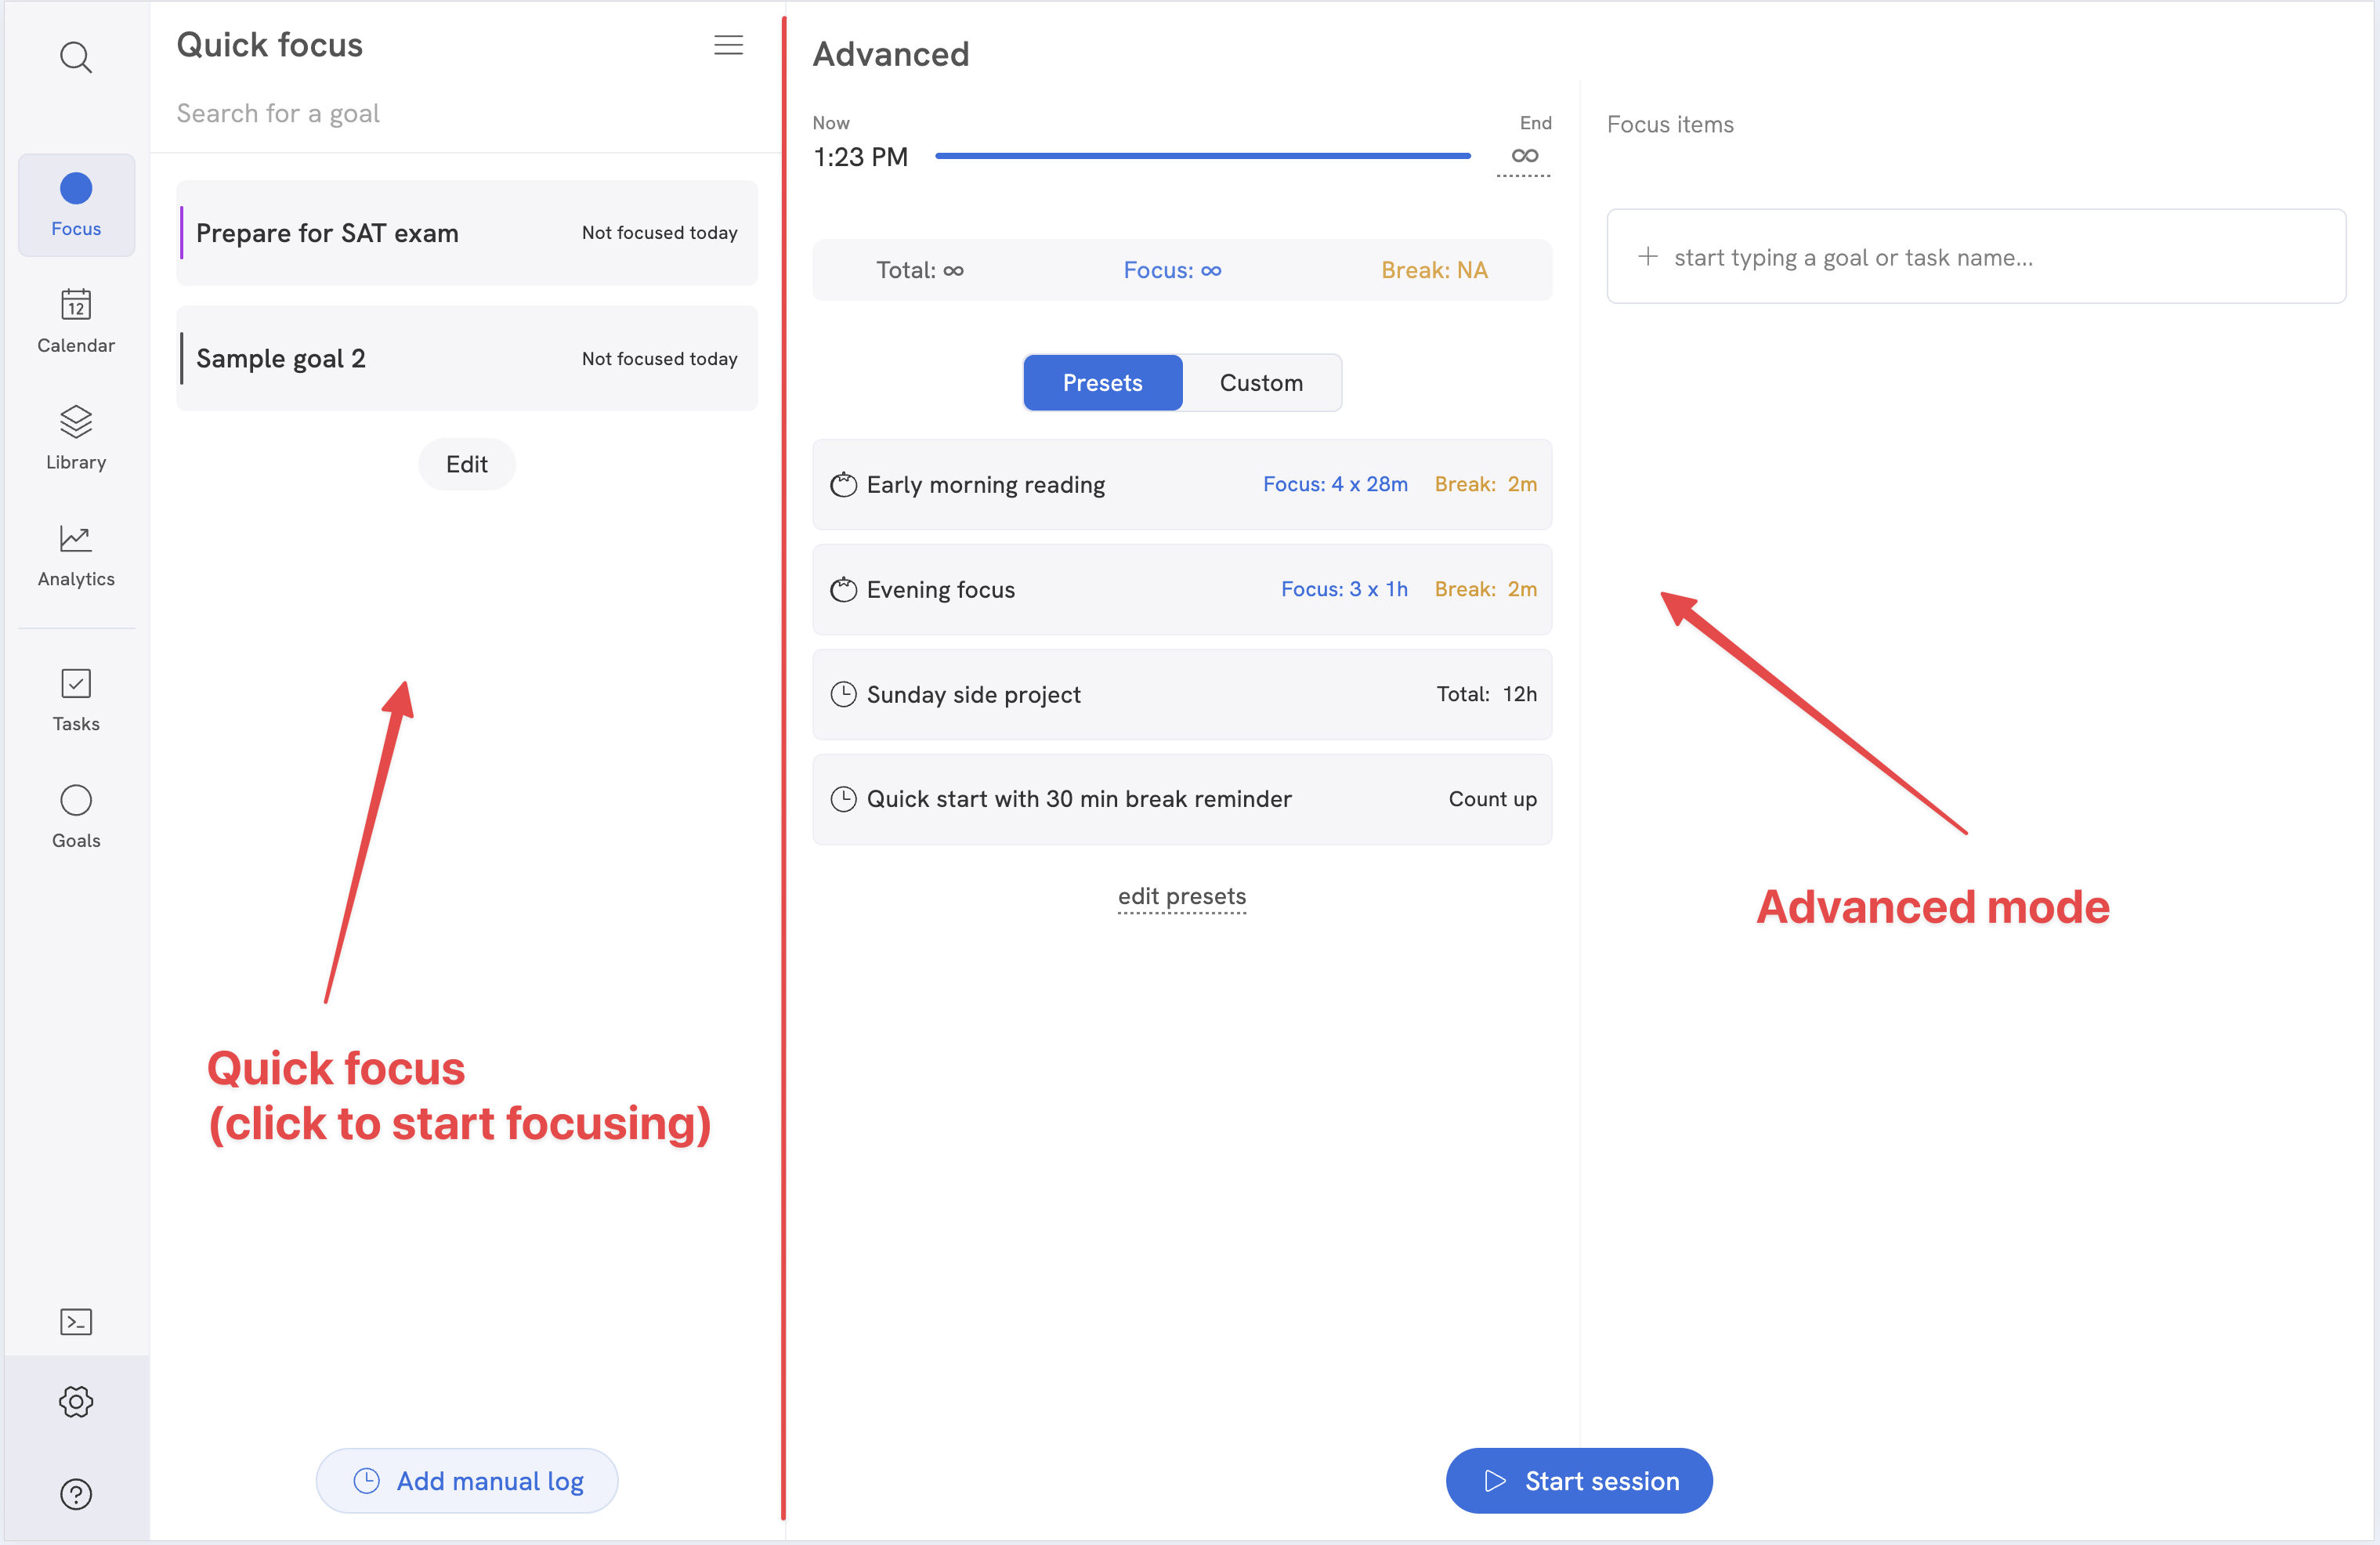 Focus
12
Calendar
Library
Analytics
Tasks
Goals
Quick focus
Search for a goal
Prepare for SAT exam Not focused today
Sample goal 2 Not focused today
Edit
Quick focus
(click to start focusing)
Add manual log
Advanced
Now End
1:23 PM ∞
Total: ∞ Focus: ∞ Break: NA
Presets Custom
Early morning reading Focus: 4 x 28m Break: 2m
Evening focus Focus: 3 x 1h Break: 2m
Sunday side project Total: 12h
Quick start with 30 min break reminder Count up
edit presets
Focus items
+ start typing a goal or task name...
Advanced mode
Start session